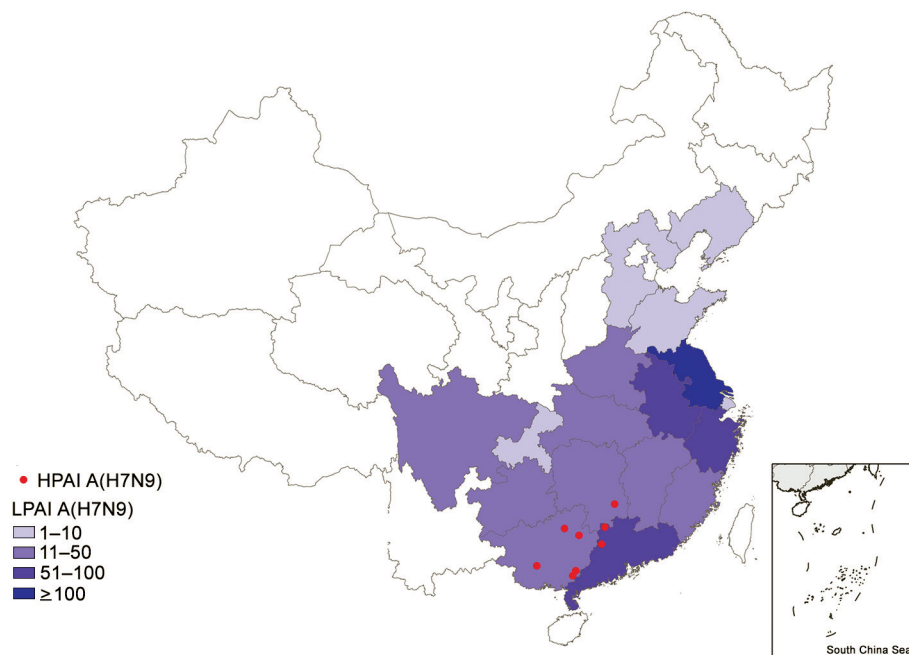 HPAI A(H7N9)
LPAI A(H7N9)
1–10
11–50
51–100
≥100
South China Sea